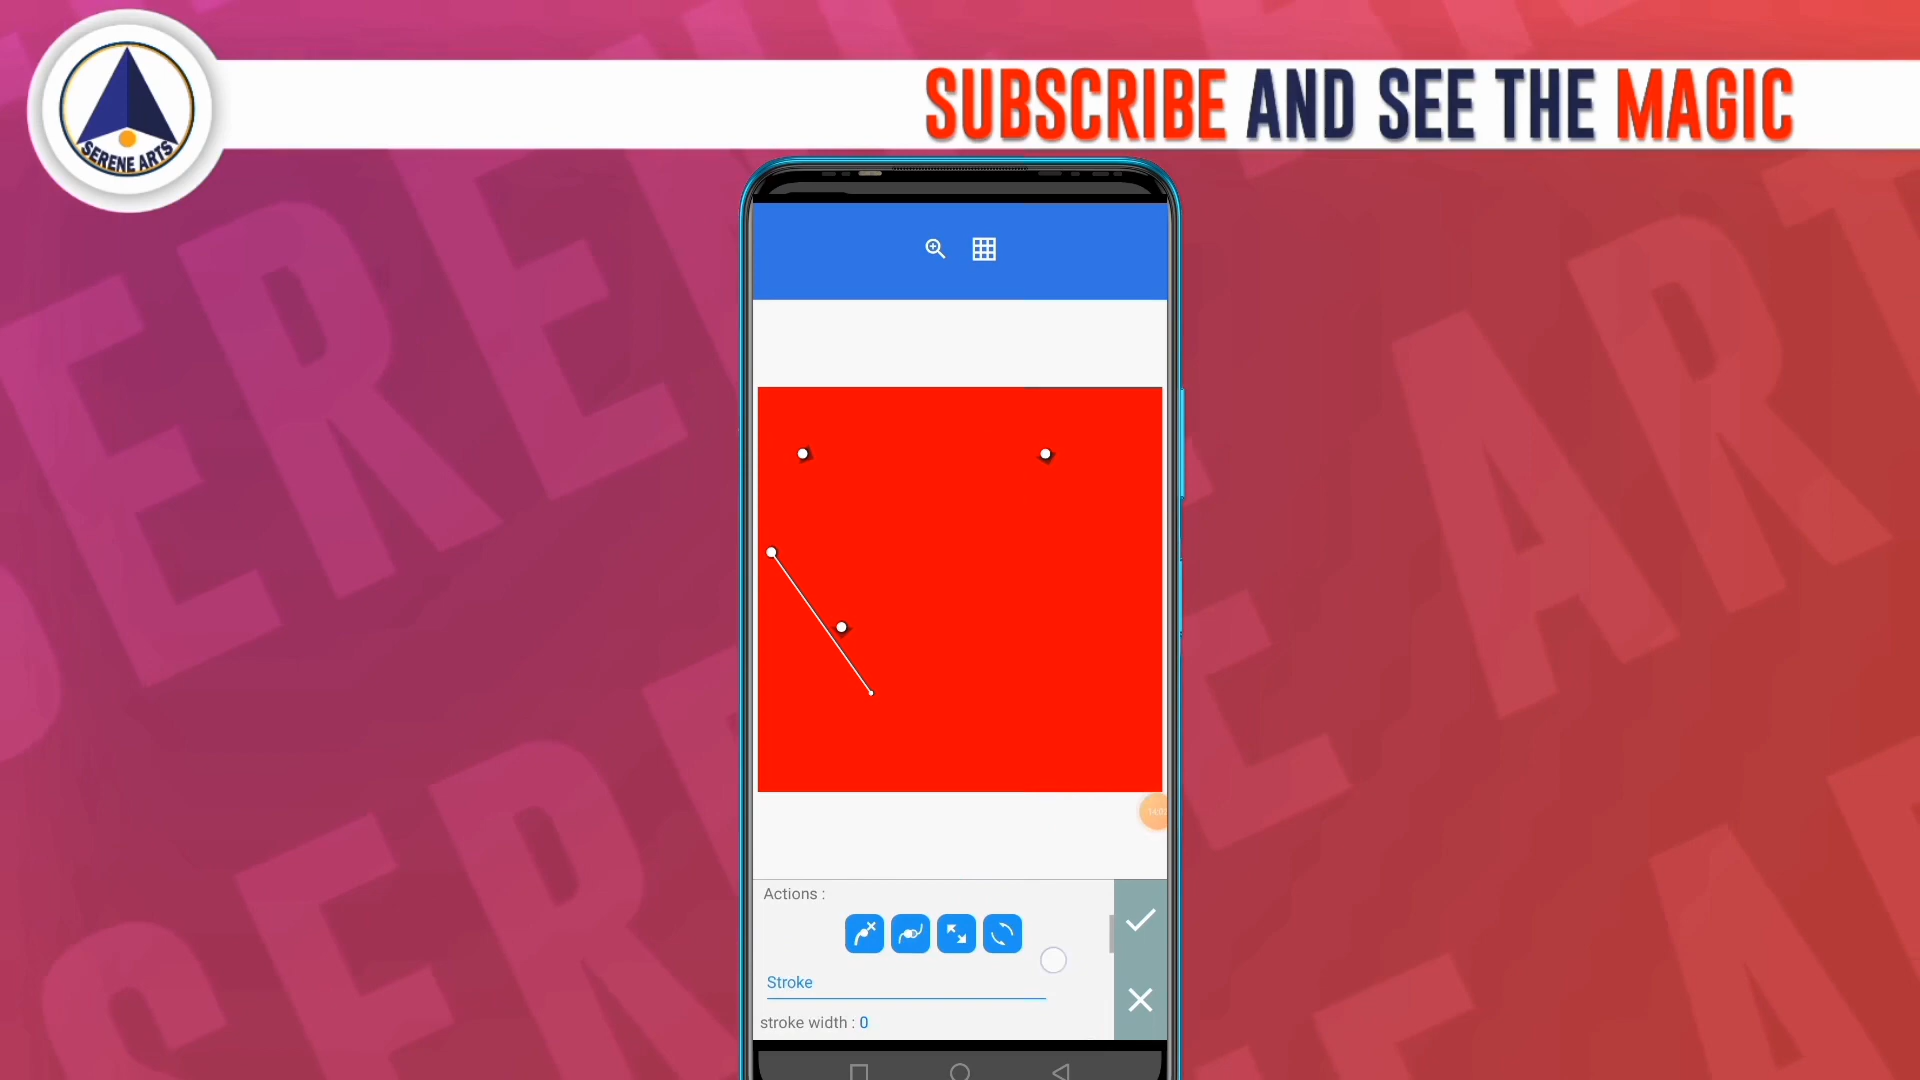 SUBSCRIBE AND SEE THE MAGIC
SERENE ARTS
Actions :
Stroke
stroke width : 0